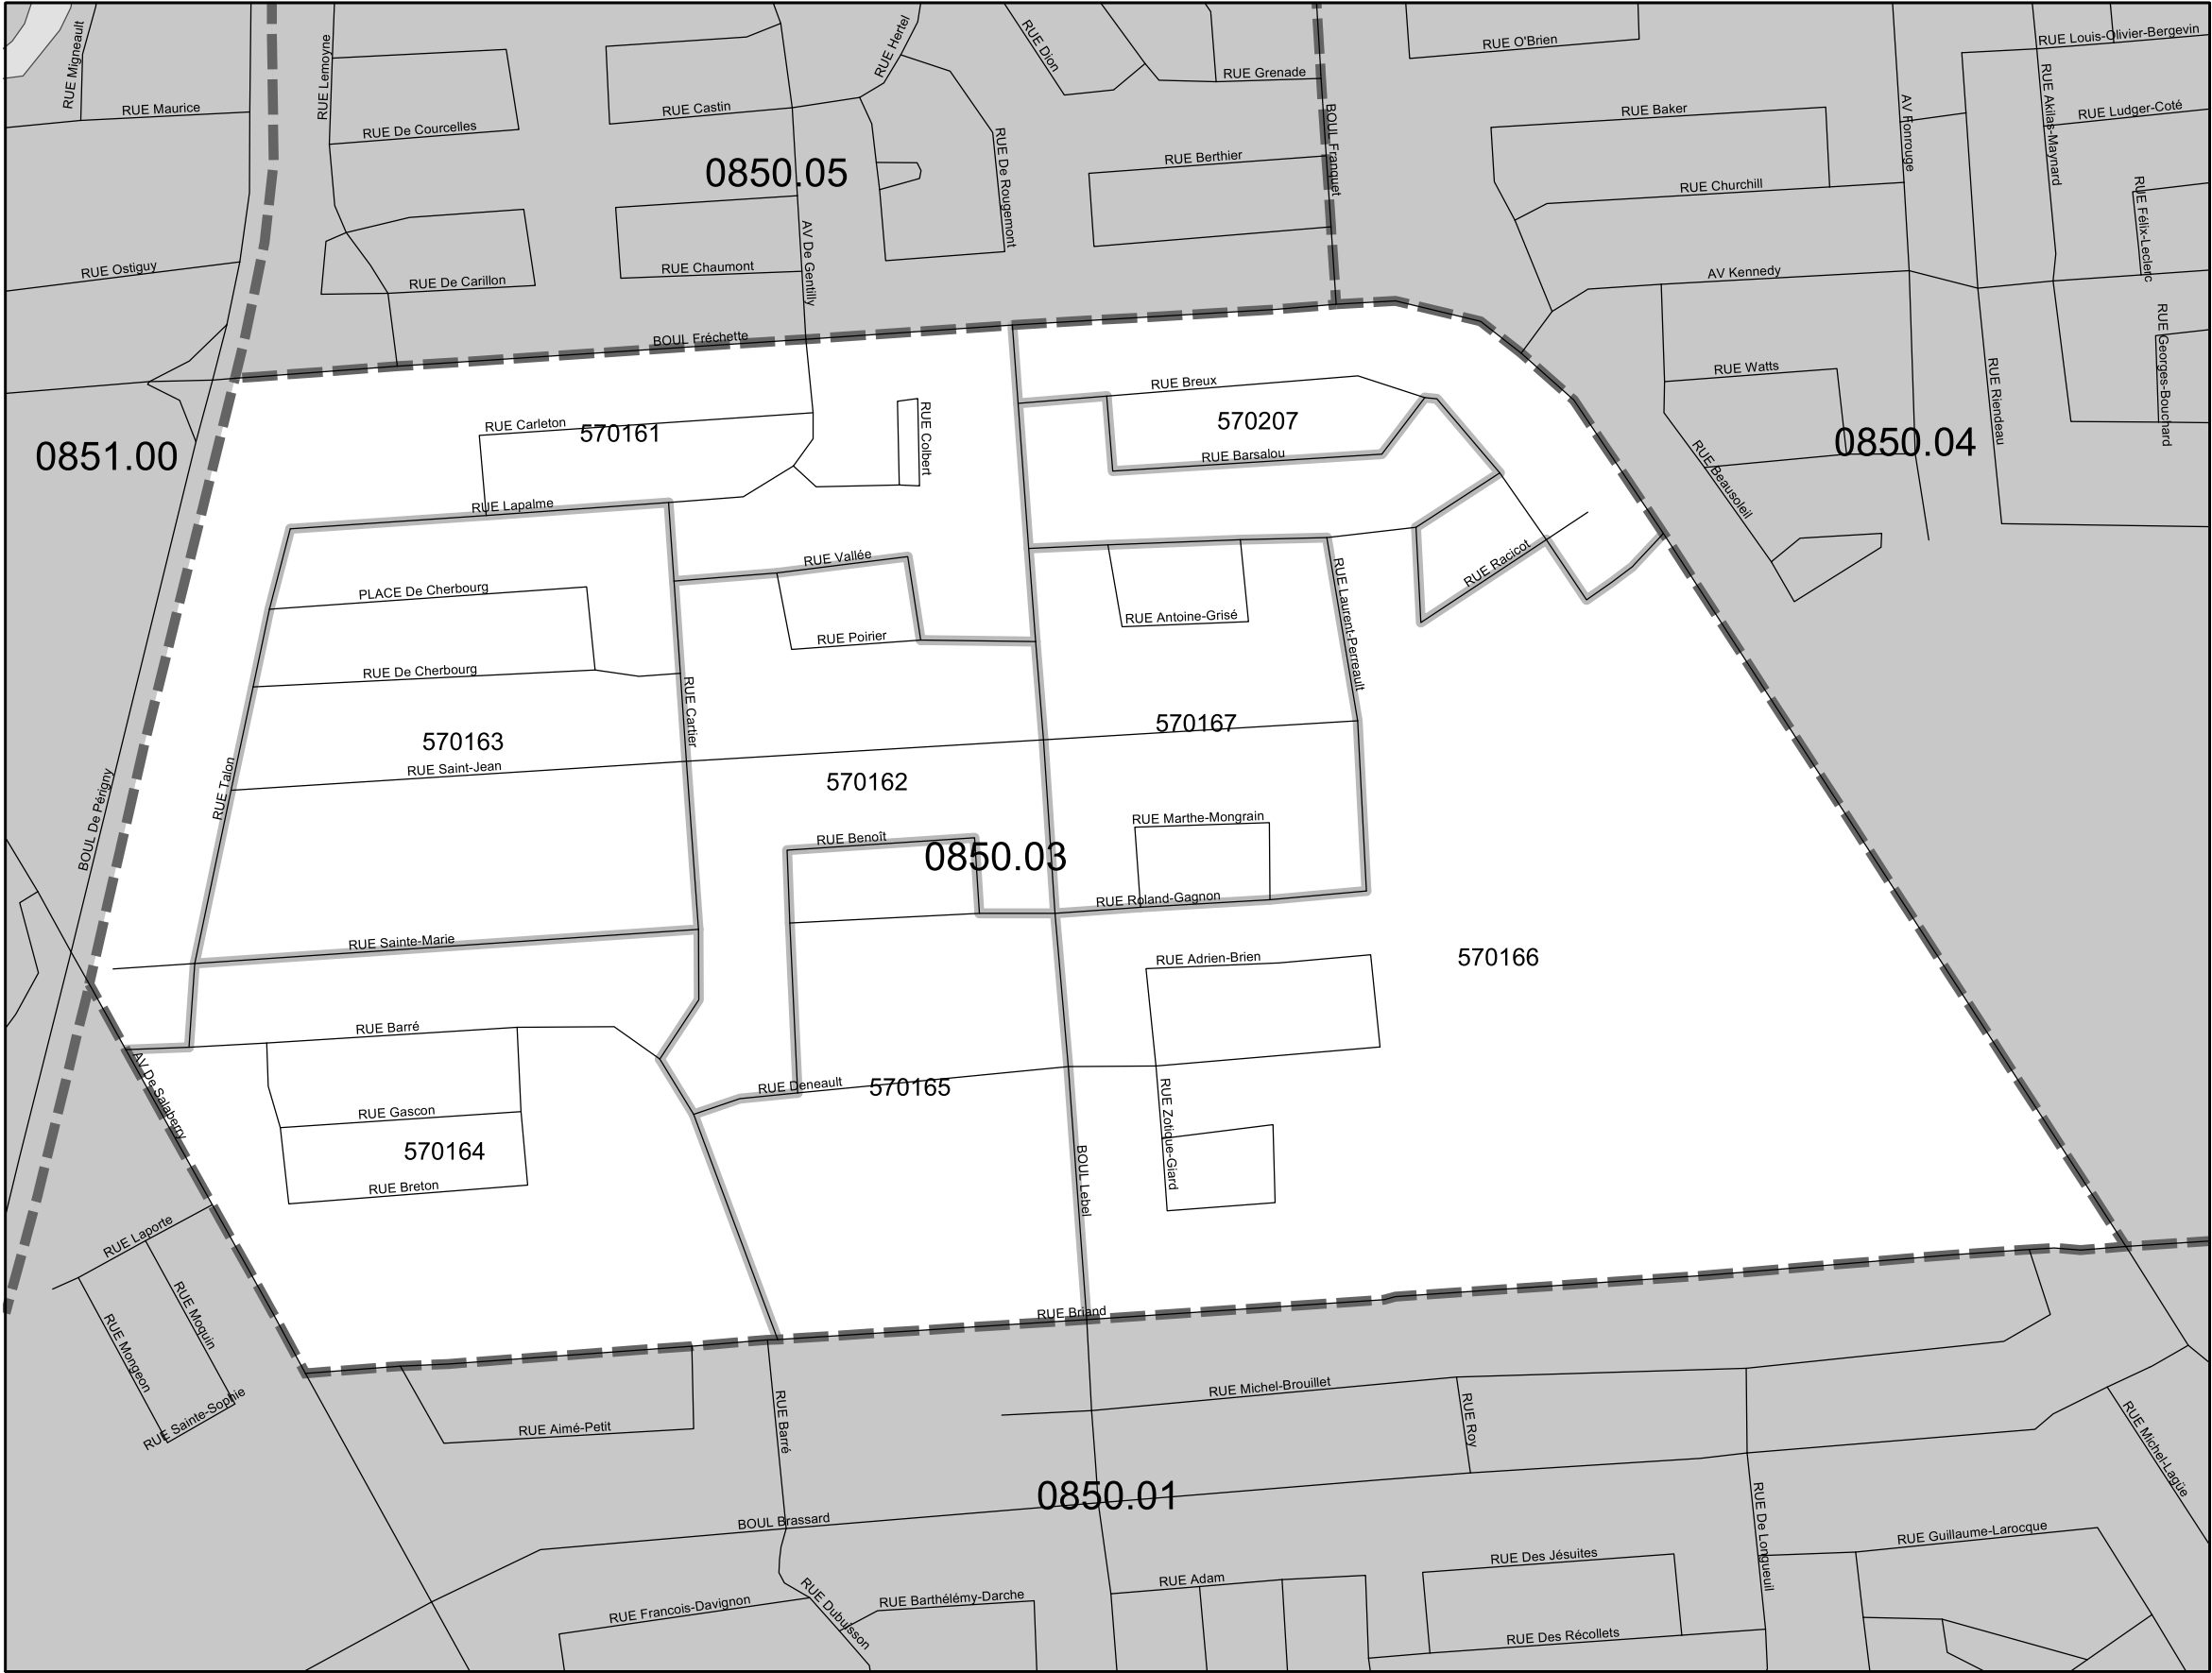 RUE Migneault
RUE Maurice
RUE Lemoyne
RUE De Courcelles
RUE Castin
RUE Hertel
RUE Dion
RUE Grenade
RUE O'Brien
RUE Louis-Olivier-Bergevin
RUE Baker
AV Fonrouge
RUE Akilas-Maynard
RUE Ludger-Coté
BOUL Franquet
RUE De Rougemont
RUE Berthier
0850.05
RUE Churchill
RUE Félix-Leclerc
RUE Ostiguy
RUE De Carillon
RUE Chaumont
AV De Gentilly
AV Kennedy
RUE Georges-Bouchard
BOUL Fréchette
RUE Breux
RUE Watts
RUE Riendeau
RUE Carleton
570161
RUE Colbert
570207
RUE Barsalou
0851.00
0850.04
RUE Beausoleil
RUE Lapalme
RUE Vallée
RUE Racicot
PLACE De Cherbourg
RUE Antoine-Grisé
RUE Laurent-Perreault
RUE Poirier
RUE De Cherbourg
RUE Cartier
570163
570167
RUE Saint-Jean
570162
RUE Talon
BOUL De Périgny
RUE Benoît
RUE Marthe-Mongrain
0850.03
RUE Roland-Gagnon
RUE Sainte-Marie
RUE Adrien-Brien
570166
RUE Barré
AV De Salaberry
RUE Deneault
570165
RUE Gascon
RUE Zotique-Giard
570164
RUE Breton
BOUL Lebel
RUE Laporte
RUE Moquin
RUE Mongeon
RUE Briand
RUE Sainte-Sophie
RUE Aimé-Petit
RUE Barré
RUE Michel-Brouillet
RUE Roy
RUE Michel-Lagüe
0850.01
BOUL Brassard
RUE De Longueuil
RUE Guillaume-Larocque
RUE Des Jésuites
RUE Adam
RUE Francois-Davignon
RUE Dubuisson
RUE Barthélémy-Darche
RUE Des Récollets